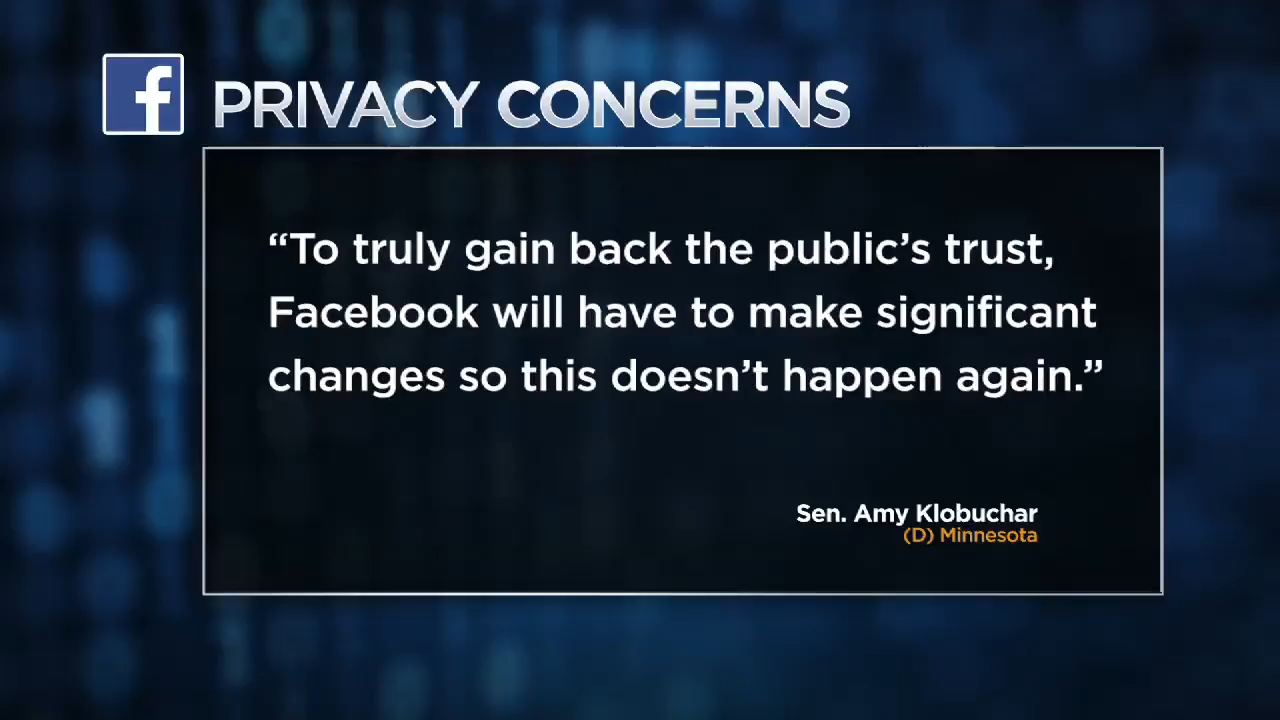 f
PRIVACY CONCERNS
“To truly gain back the public’s trust,
Facebook will have to make significant
changes so this doesn’t happen again.”
Sen. Amy Klobuchar
(D) Minnesota